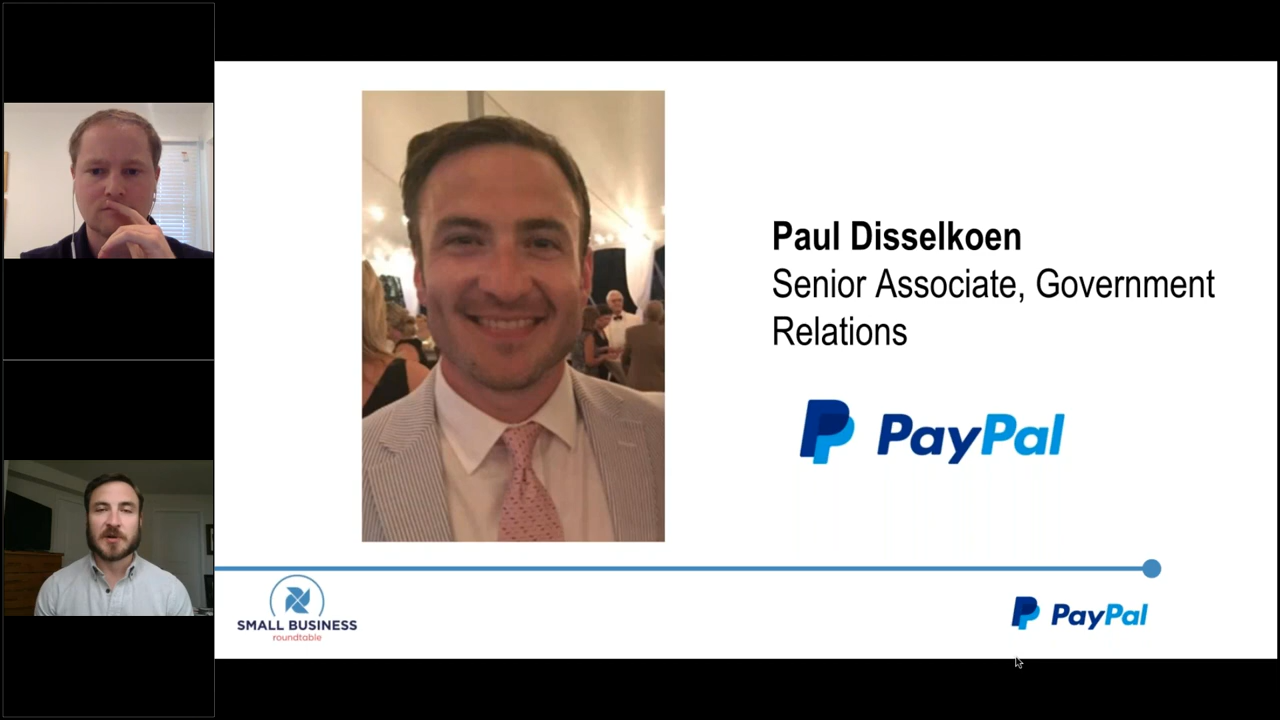 Paul Disselkoen
Senior Associate, Government
Relations
PayPal
SMALL BUSINESS
roundtable
PayPal